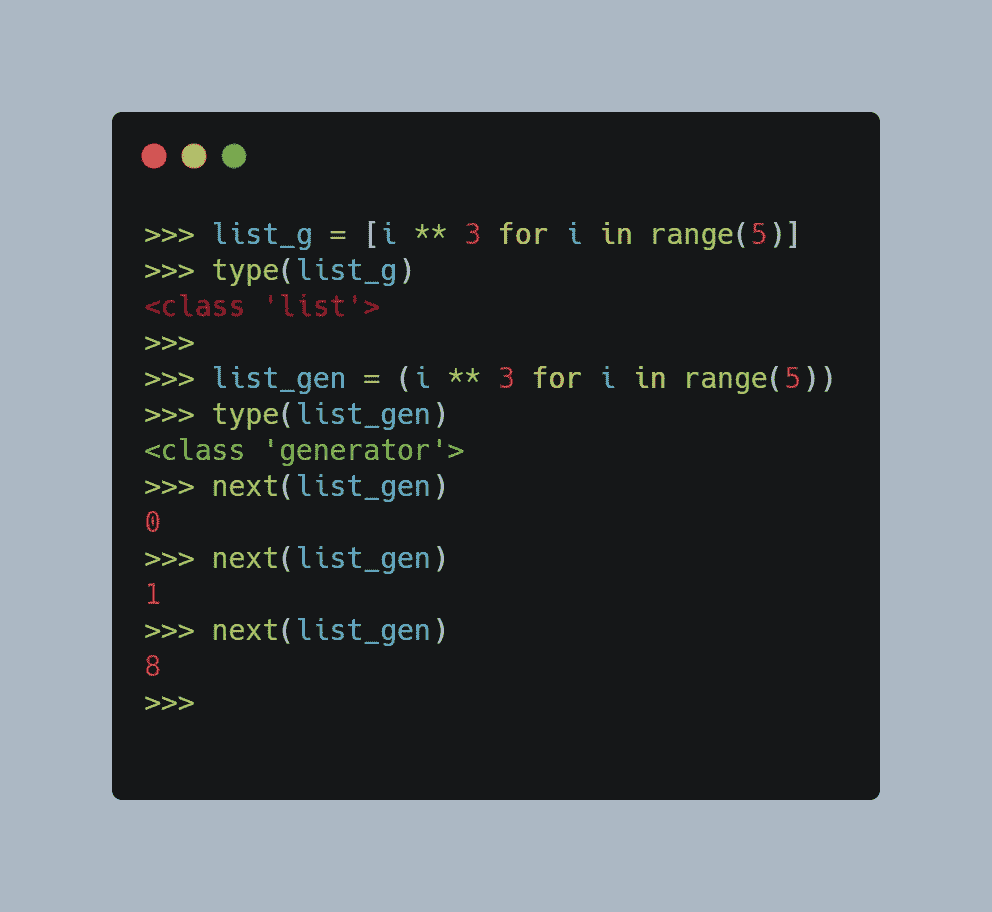 >>> list_g = [i ** 3 for i in range(5)]
>>> type(list_g)
<class 'list'>
>>>
>>> list_gen = (i ** 3 for i in range(5))
>>> type(list_gen)
<class 'generator'>
>>> next(list_gen)
0
>>> next(list_gen)
1
>>> next(list_gen)
8
>>>